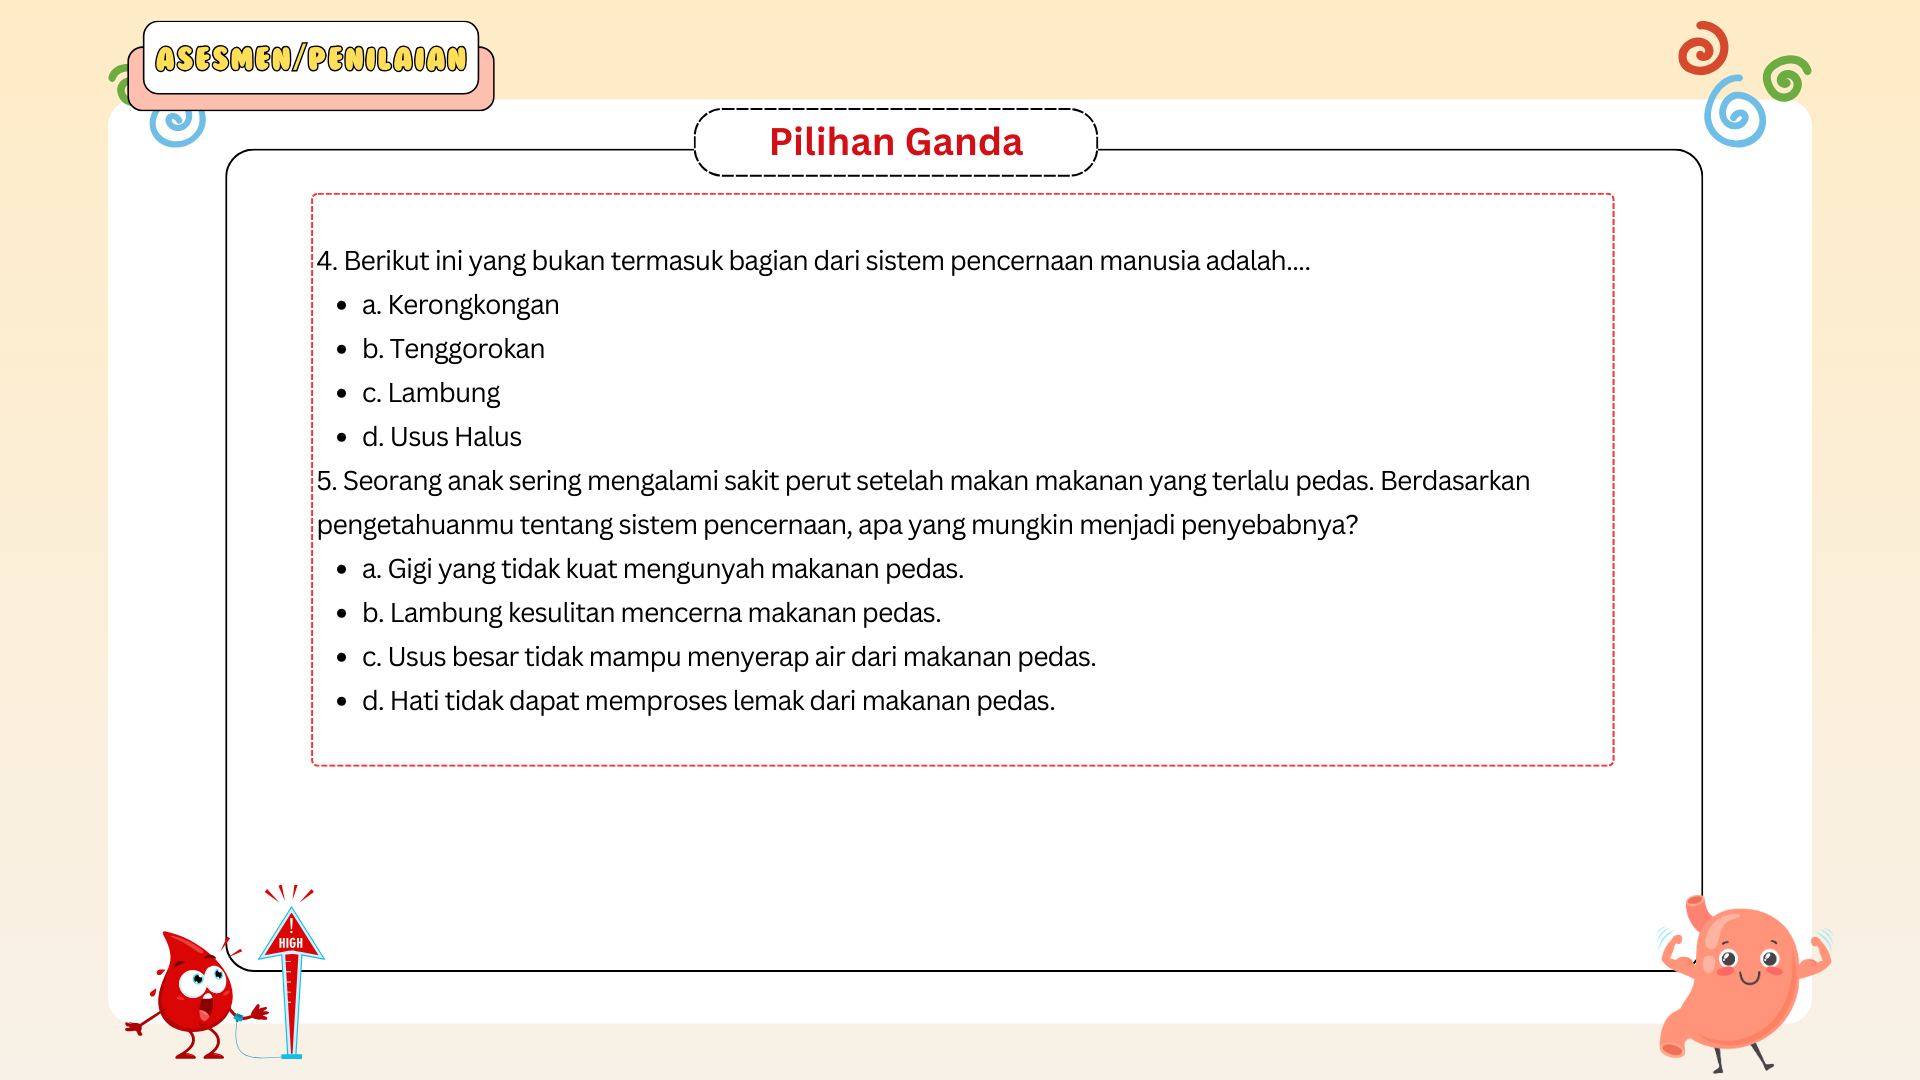 ASESMEN/PENILAIAN
Pilihan Ganda
4. Berikut ini yang bukan termasuk bagian dari sistem pencernaan manusia adalah....
• a. Kerongkongan
• b. Tenggorokan
• c. Lambung
• d. Usus Halus
5. Seorang anak sering mengalami sakit perut setelah makan makanan yang terlalu pedas. Berdasarkan
pengetahuanmu tentang sistem pencernaan, apa yang mungkin menjadi penyebabnya?
• a. Gigi yang tidak kuat mengunyah makanan pedas.
• b. Lambung kesulitan mencerna makanan pedas.
• c. Usus besar tidak mampu menyerap air dari makanan pedas.
• d. Hati tidak dapat memproses lemak dari makanan pedas.
!
HIGH